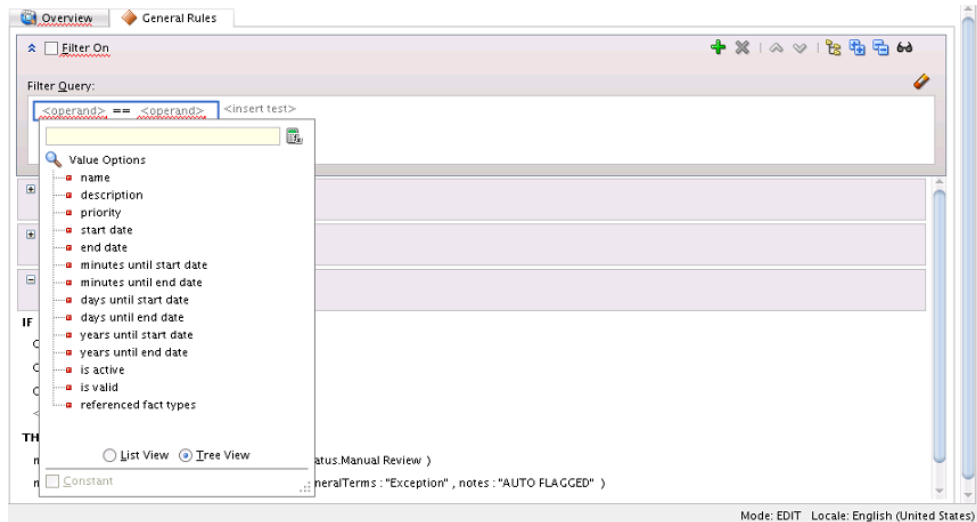 Overview General Rules
Filter On
Filter Query:
<operand> == <operand> <insert test>
Value Options
name
description
priority
start date
end date
minutes until start date
minutes until end date
days until start date
days until end date
years until start date
years until end date
is active
is valid
referenced fact types
IF
TH
List View Tree View
atus.Manual Review )
Constant
neralTerms : "Exception" , notes : "AUTO FLAGGED" )
Mode: EDIT Locale: English (United States)